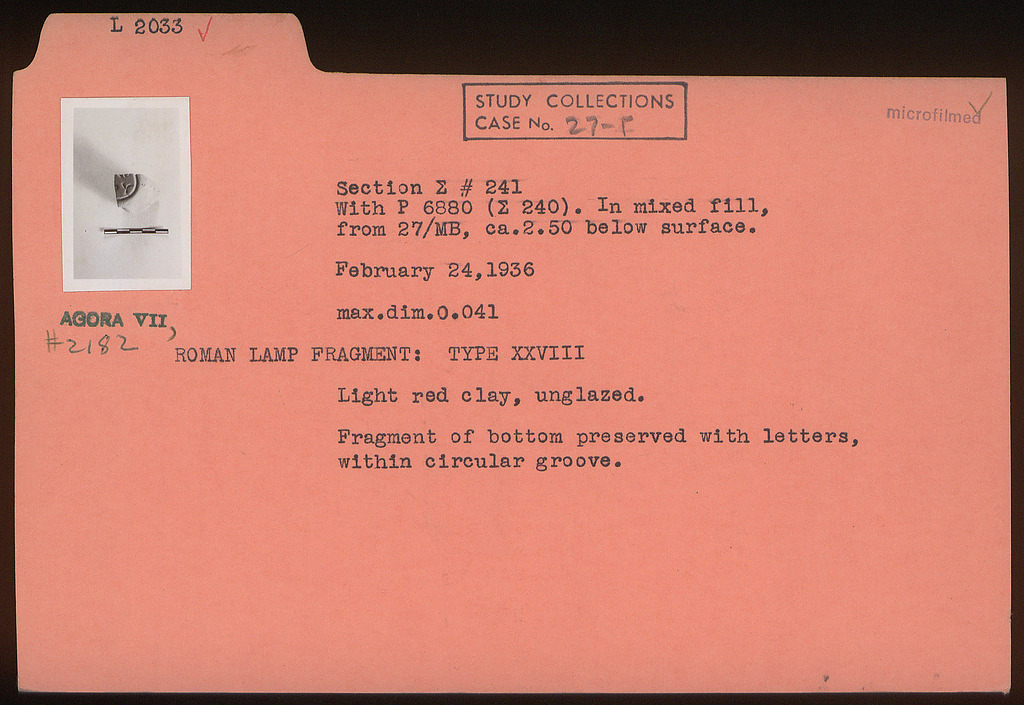 L 2033
STUDY COLLECTIONS
CASE No. 27-F
microfilmed
Section Σ # 241
With P 6880 (Σ 240). In mixed fill,
from 27/MB, ca.2.50 below surface.
February 24,1936
max.dim.0.041
AGORA VII,
#2182
ROMAN LAMP FRAGMENT: TYPE XXVIII
Light red clay, unglazed.
Fragment of bottom preserved with letters,
within circular groove.